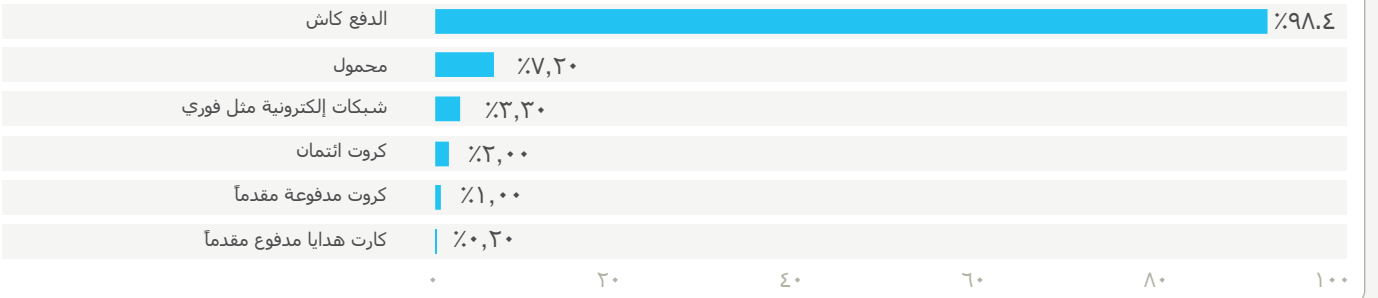 الدفع كاش ٪٩٨.٤
محمول ٪٧,٢٠
شبكات إلكترونية مثل فوري ٪٣,٣٠
كروت ائتمان ٪٢,٠٠
كروت مدفوعة مقدماً ٪١,٠٠
كارت هدايا مدفوع مقدماً ٪٠,٢٠
٠ ٢٠ ٤٠ ٦٠ ٨٠ ١٠٠